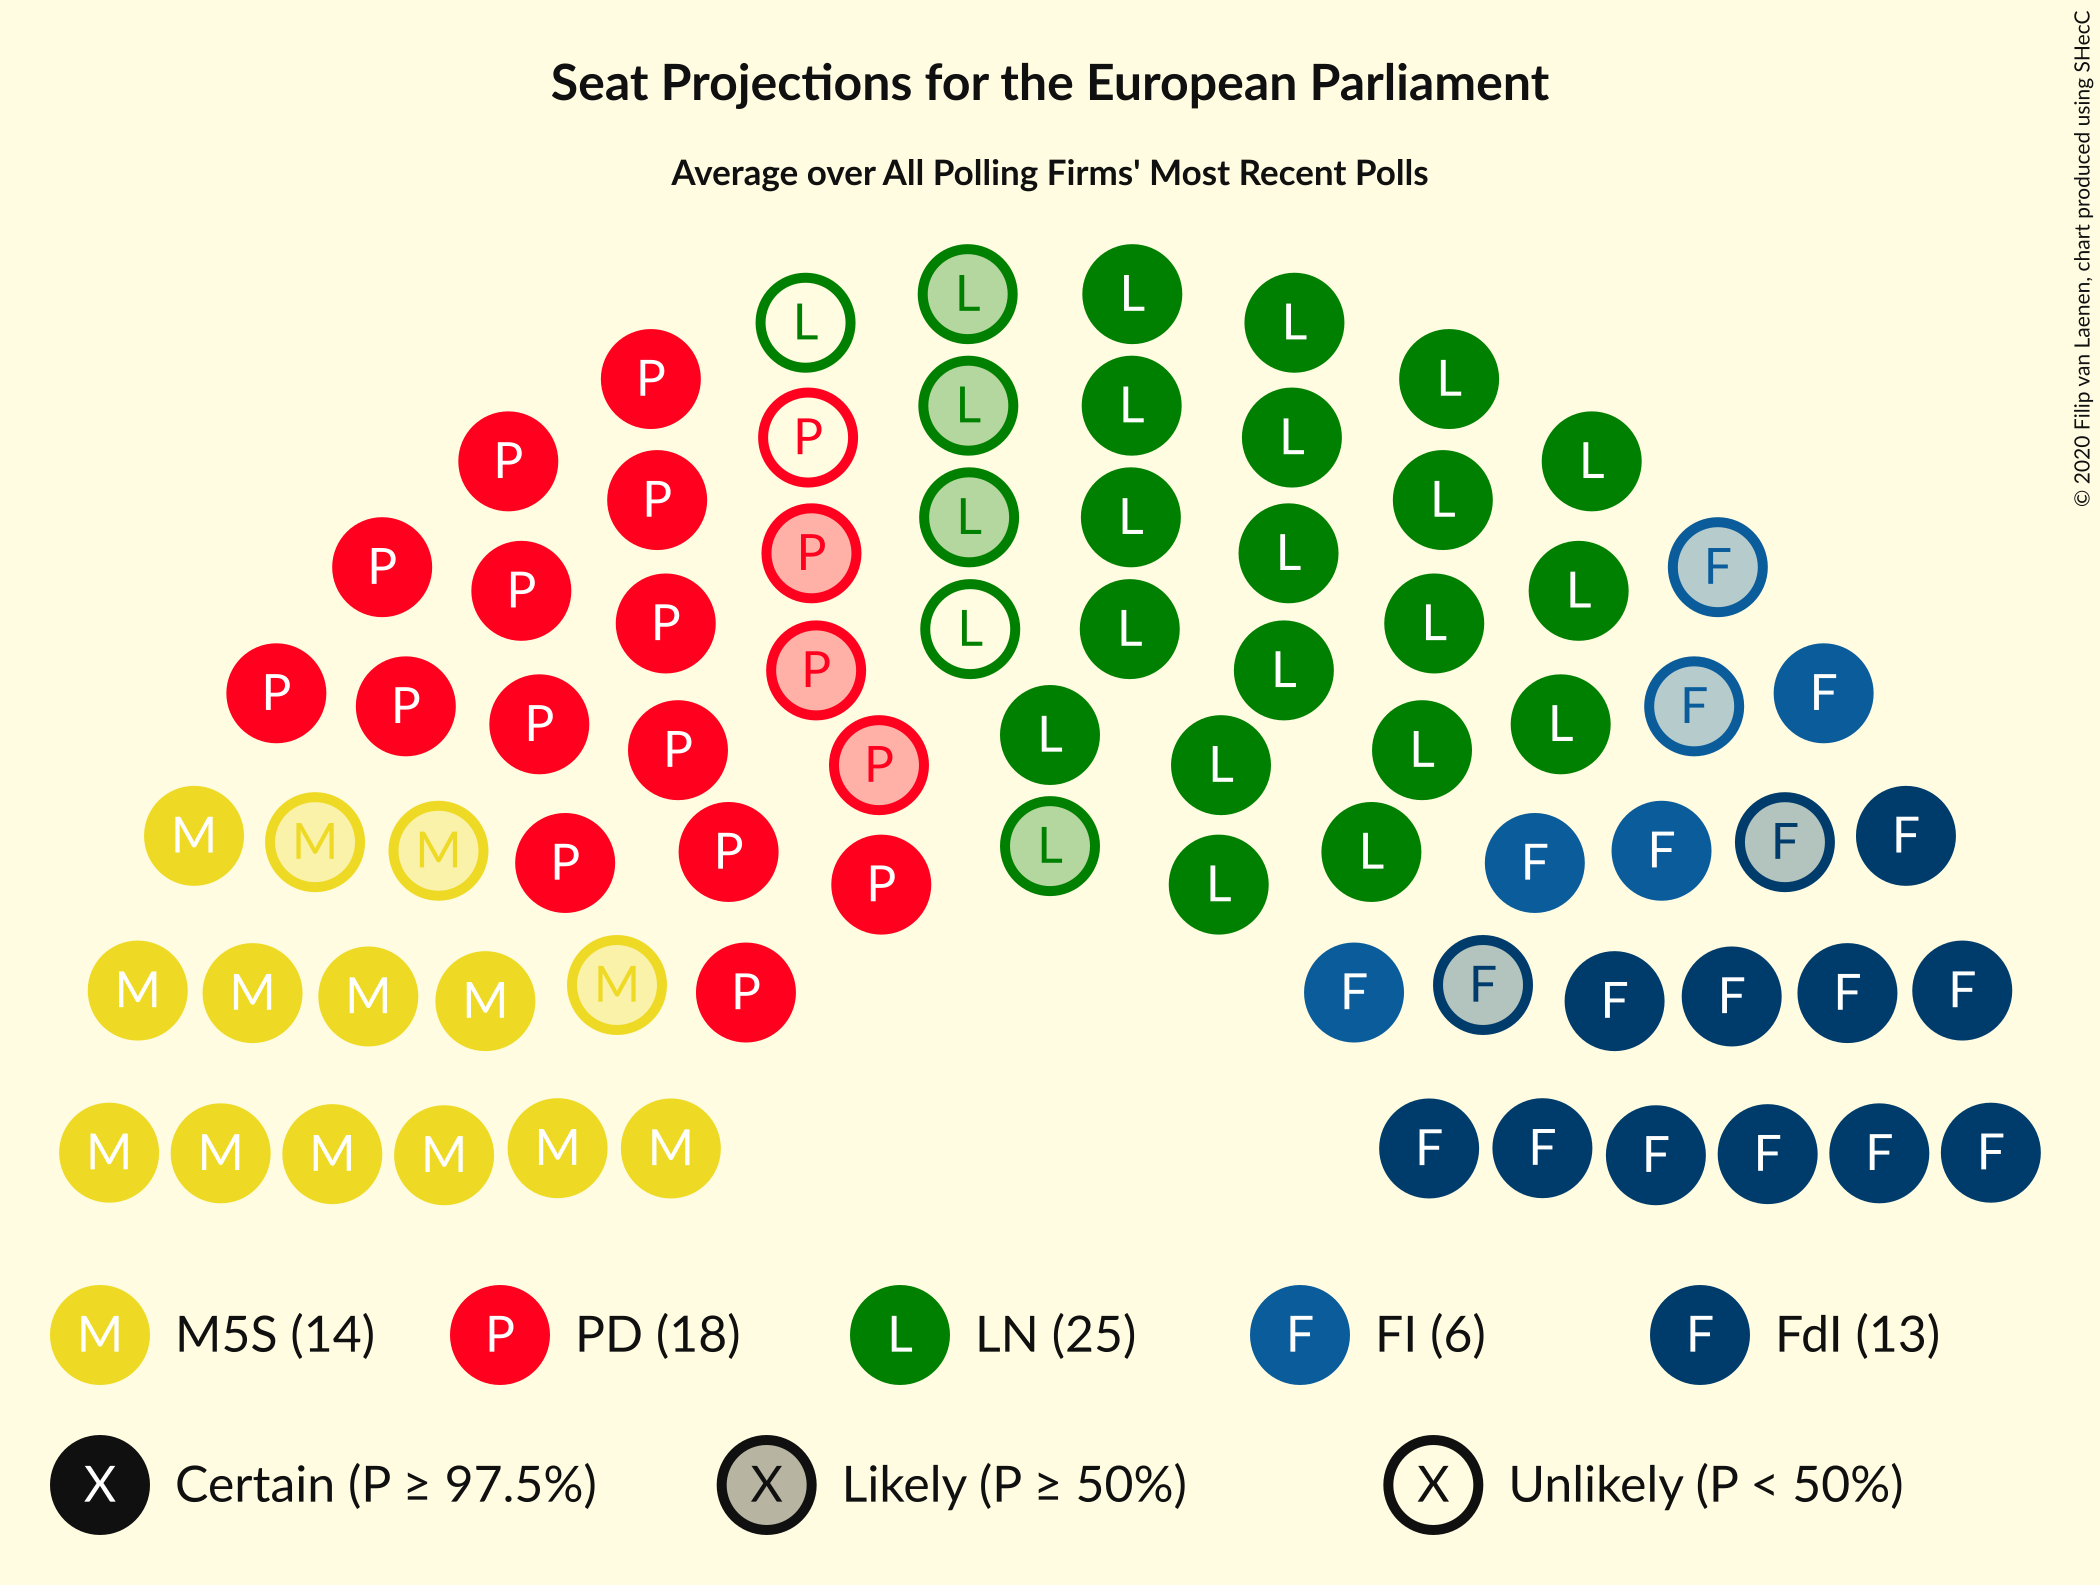 Seat Projections for the European Parliament
Average over All Polling Firms' Most Recent Polls
© 2020 Filip van Laenen, chart produced using SHecC
L L
L L
P L
L L
P P
L L
P P
L L
P L L
P P
L L
F
P P
L L
P L L
P L
P P
F F
P P
L L
L
P L
M F
M F
M F
P L
P F
L
P L
M M F F
M F
M F
M F
P F
M F
M M F F
M M F F
M M F F
M M5S (14) P PD (18) L LN (25) F FI (6) F FdI (13)
X Certain (P ≥ 97.5%) X Likely (P ≥ 50%) X Unlikely (P < 50%)